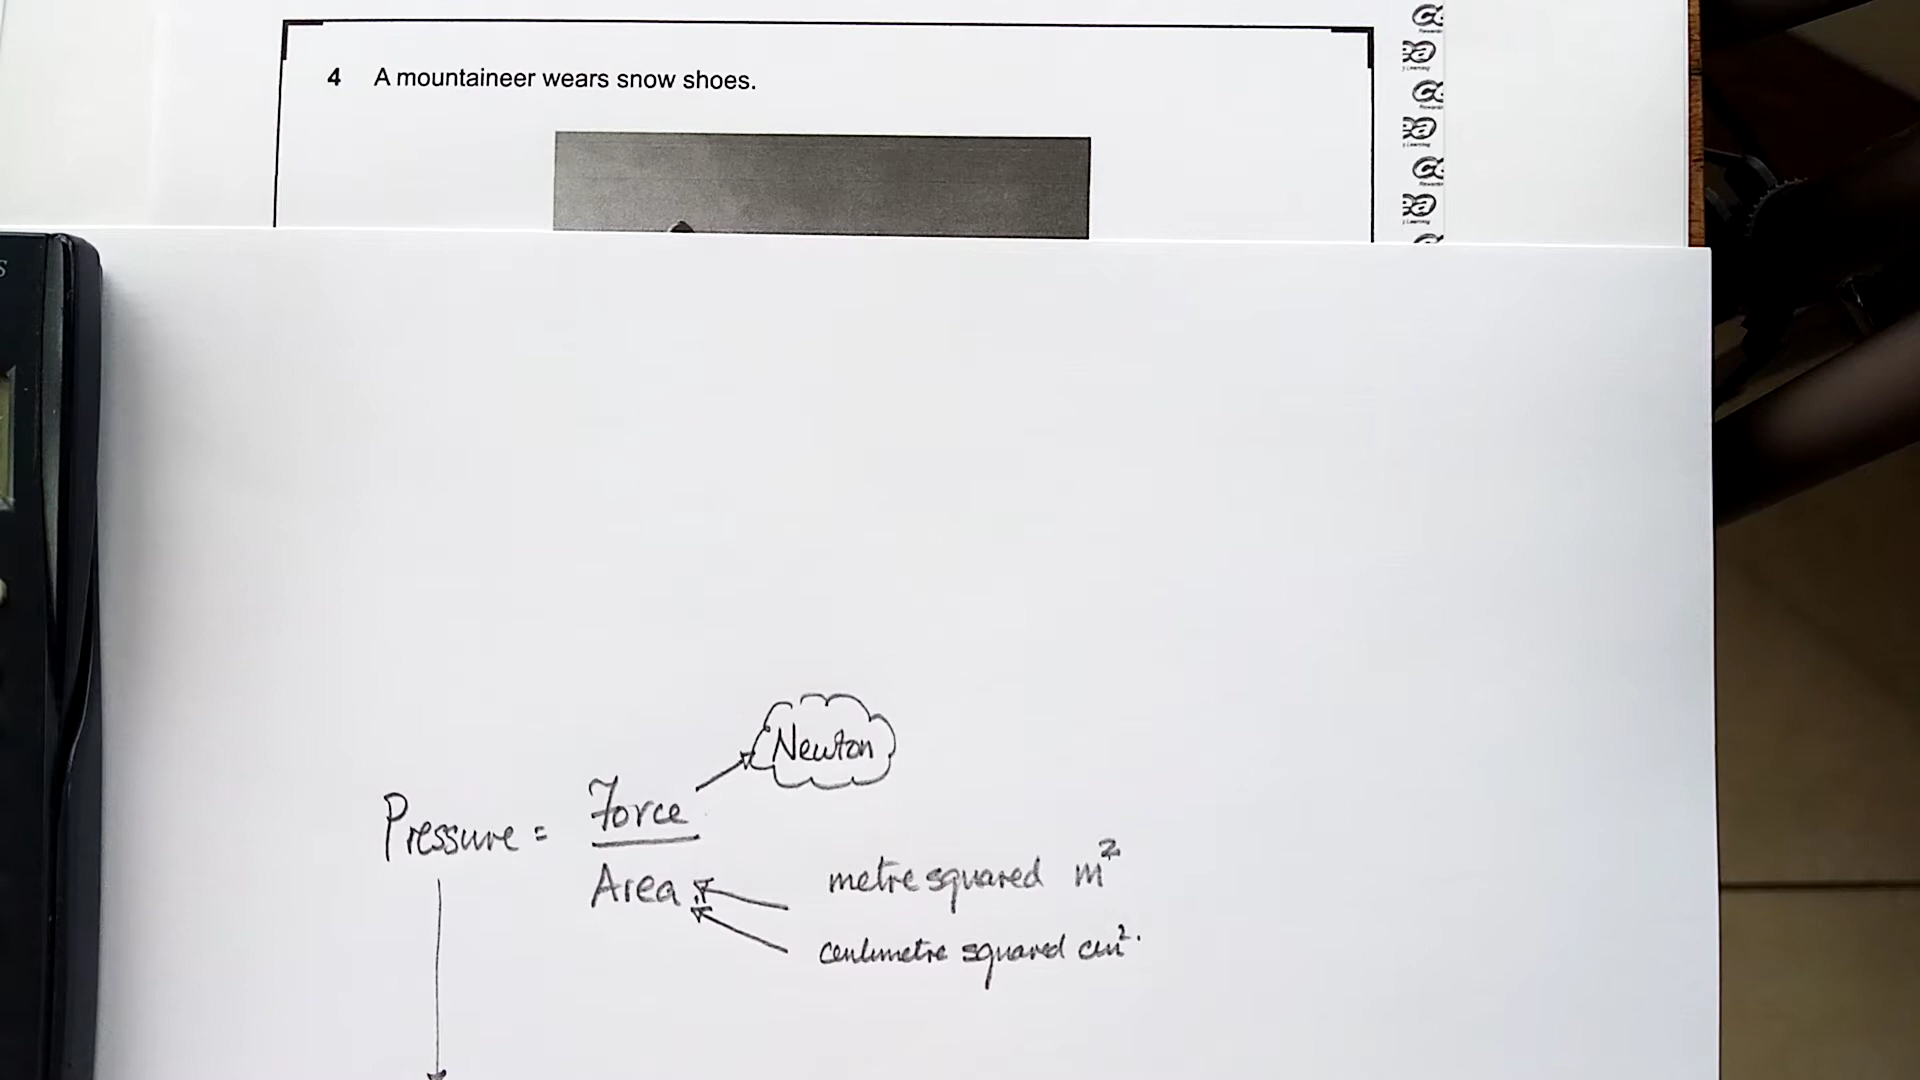 4 A mountaineer wears snow shoes.
Newton
Pressure = Force
Area
metre squared m²
centimetre squared cm².